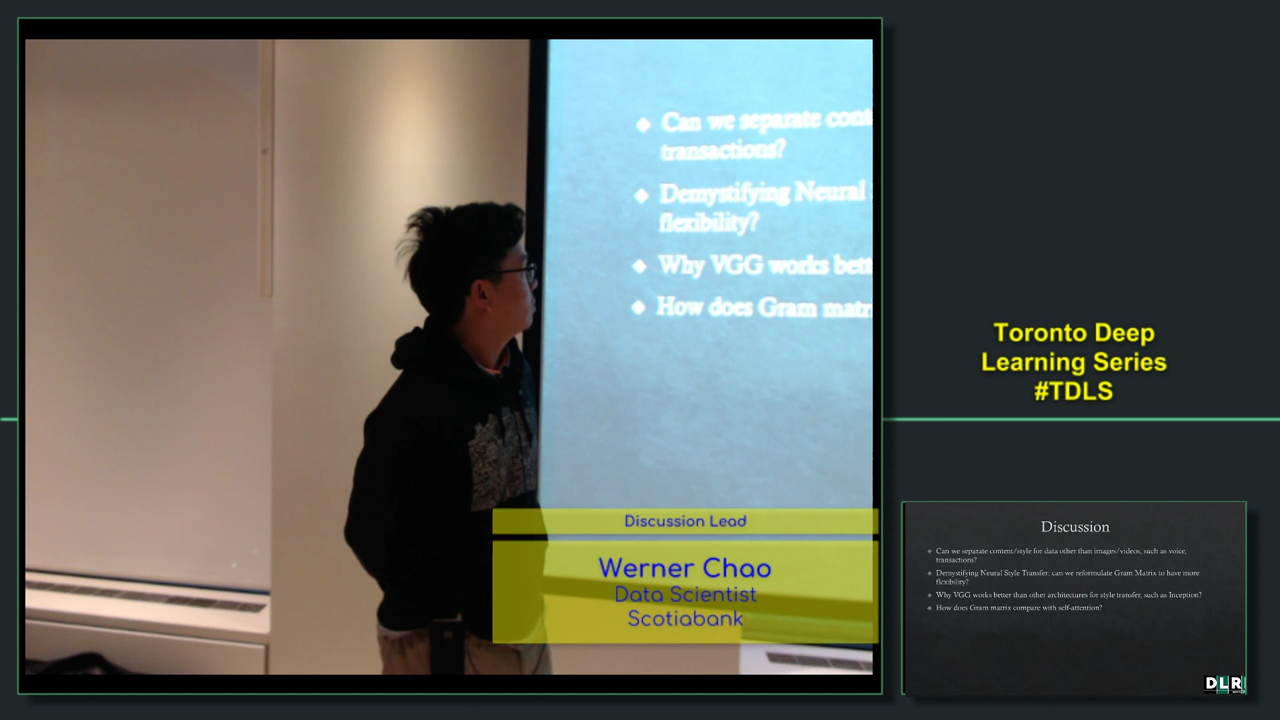 Can we separate cont
transactions?
Demystifying Neural
flexibility?
Why VGG works bett
How does Gram matr
Discussion Lead
Werner Chao
Data Scientist
Scotiabank
Toronto Deep
Learning Series
#TDLS
Discussion
Can we separate content/style for data other than images/videos, such as voice,
transactions?
Demystifying Neural Style Transfer: can we reformulate Gram Matrix to have more
flexibility?
Why VGG works better than other architectures for style transfer, such as Inception?
How does Gram matrix compare with self-attention?
DLR